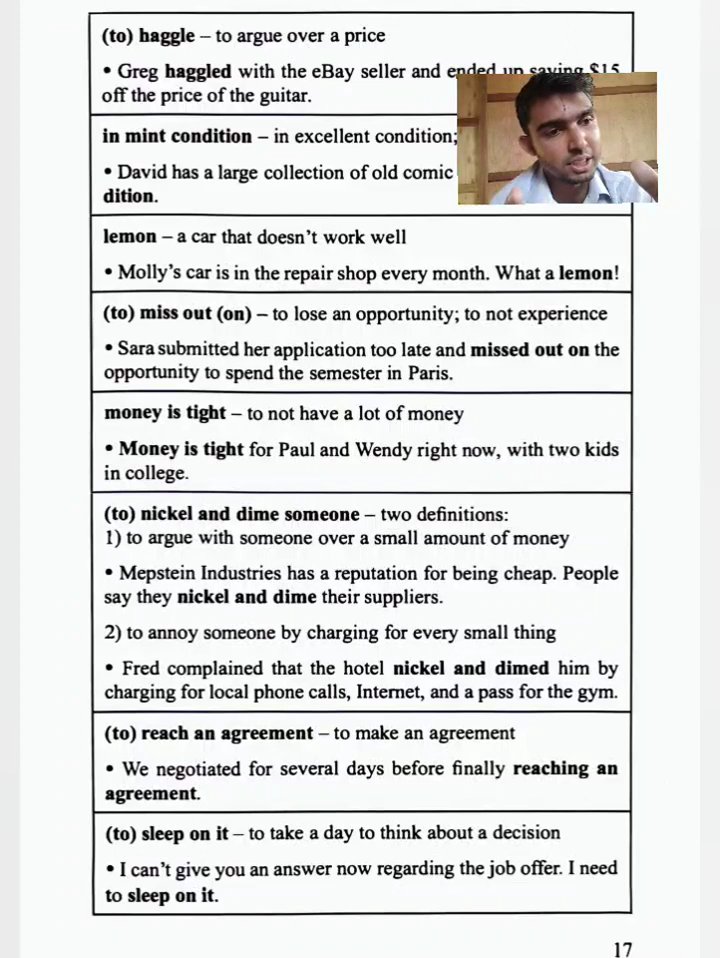 (to) haggle – to argue over a price
• Greg haggled with the eBay seller and ended up saving $15
off the price of the guitar.
in mint condition – in excellent condition;
• David has a large collection of old comic
dition.
lemon – a car that doesn't work well
• Molly's car is in the repair shop every month. What a lemon!
(to) miss out (on) – to lose an opportunity; to not experience
• Sara submitted her application too late and missed out on the
opportunity to spend the semester in Paris.
money is tight – to not have a lot of money
• Money is tight for Paul and Wendy right now, with two kids
in college.
(to) nickel and dime someone – two definitions:
1) to argue with someone over a small amount of money
• Mepstein Industries has a reputation for being cheap. People
say they nickel and dime their suppliers.
2) to annoy someone by charging for every small thing
• Fred complained that the hotel nickel and dimed him by
charging for local phone calls, Internet, and a pass for the gym.
(to) reach an agreement – to make an agreement
• We negotiated for several days before finally reaching an
agreement.
(to) sleep on it – to take a day to think about a decision
• I can't give you an answer now regarding the job offer. I need
to sleep on it.
17